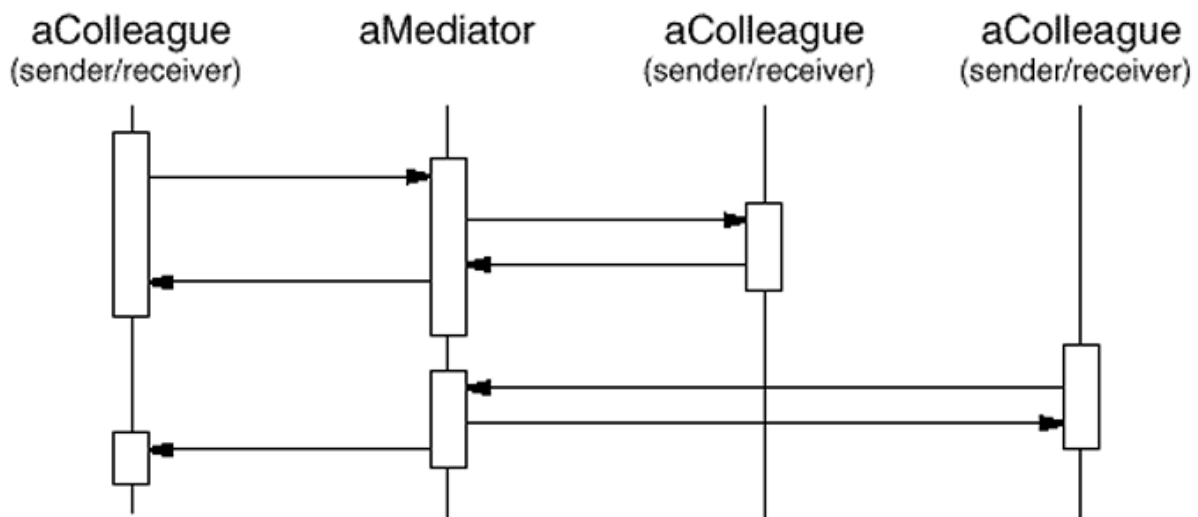 aColleague
(sender/receiver)
aMediator
aColleague
(sender/receiver)
aColleague
(sender/receiver)